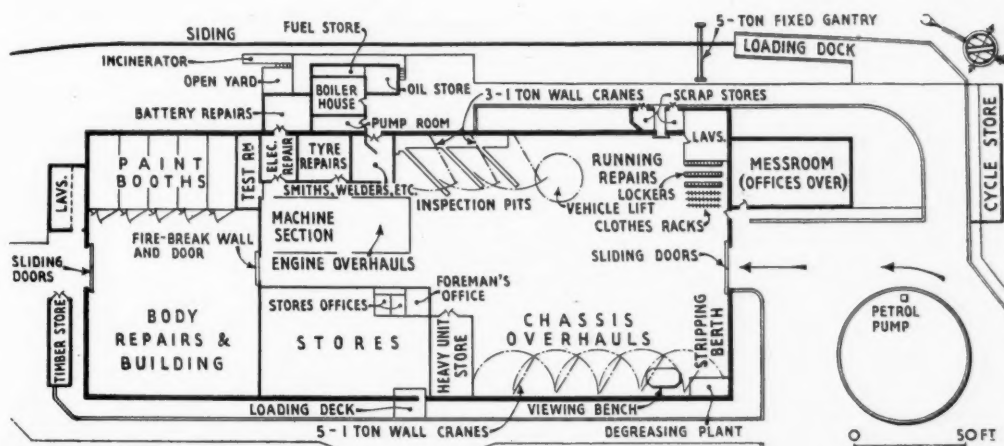 SIDING
FUEL STORE
5-TON FIXED GANTRY
INCINERATOR
LOADING DOCK
OPEN YARD
BOILER
HOUSE
OIL STORE
3-1 TON WALL CRANES
SCRAP STORES
BATTERY REPAIRS
PUMP ROOM
LAVS.
CYCLE STORE
PAINT
BOOTHS
TEST RM
ELEC.
REPAIR
TYRE
REPAIRS
RUNNING
REPAIRS
MESSROOM
(OFFICES OVER)
LAVS.
SMITHS, WELDERS, ETC.
INSPECTION PITS
LOCKERS
VEHICLE LIFT
CLOTHES RACKS
MACHINE
SECTION
FIRE-BREAK WALL
AND DOOR
ENGINE OVERHAULS
SLIDING
DOORS
SLIDING DOORS
FOREMAN'S
OFFICE
STORES OFFICES
PETROL
PUMP
TIMBER STORE
BODY
REPAIRS &
BUILDING
STORES
HEAVY UNIT
STORE
CHASSIS
OVERHAULS
STRIPPING
BERTH
LOADING DECK
5-1 TON WALL CRANES
VIEWING BENCH
DEGREASING PLANT
0 50 FT